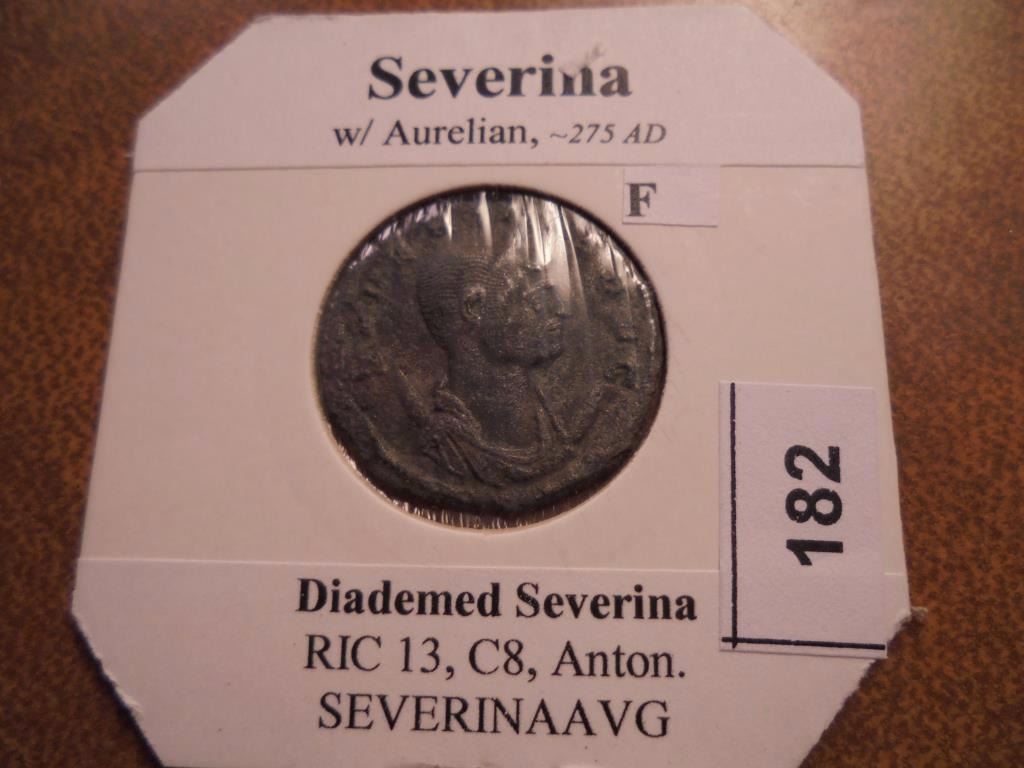 Severina
w/ Aurelian, ~275 AD
F
182
Diademed Severina
RIC 13, C8, Anton.
SEVERINAAVG